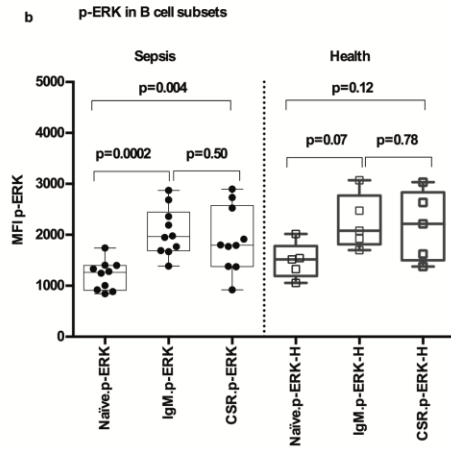 b p-ERK in B cell subsets
Sepsis Health
p=0.004 p=0.12
p=0.0002 p=0.50 p=0.07 p=0.78
MFI p-ERK
5000
4000
3000
2000
1000
0
Naïve.p-ERK
IgM.p-ERK
CSR.p-ERK
Naïve.p-ERK-H
IgM.p-ERK-H
CSR.p-ERK-H